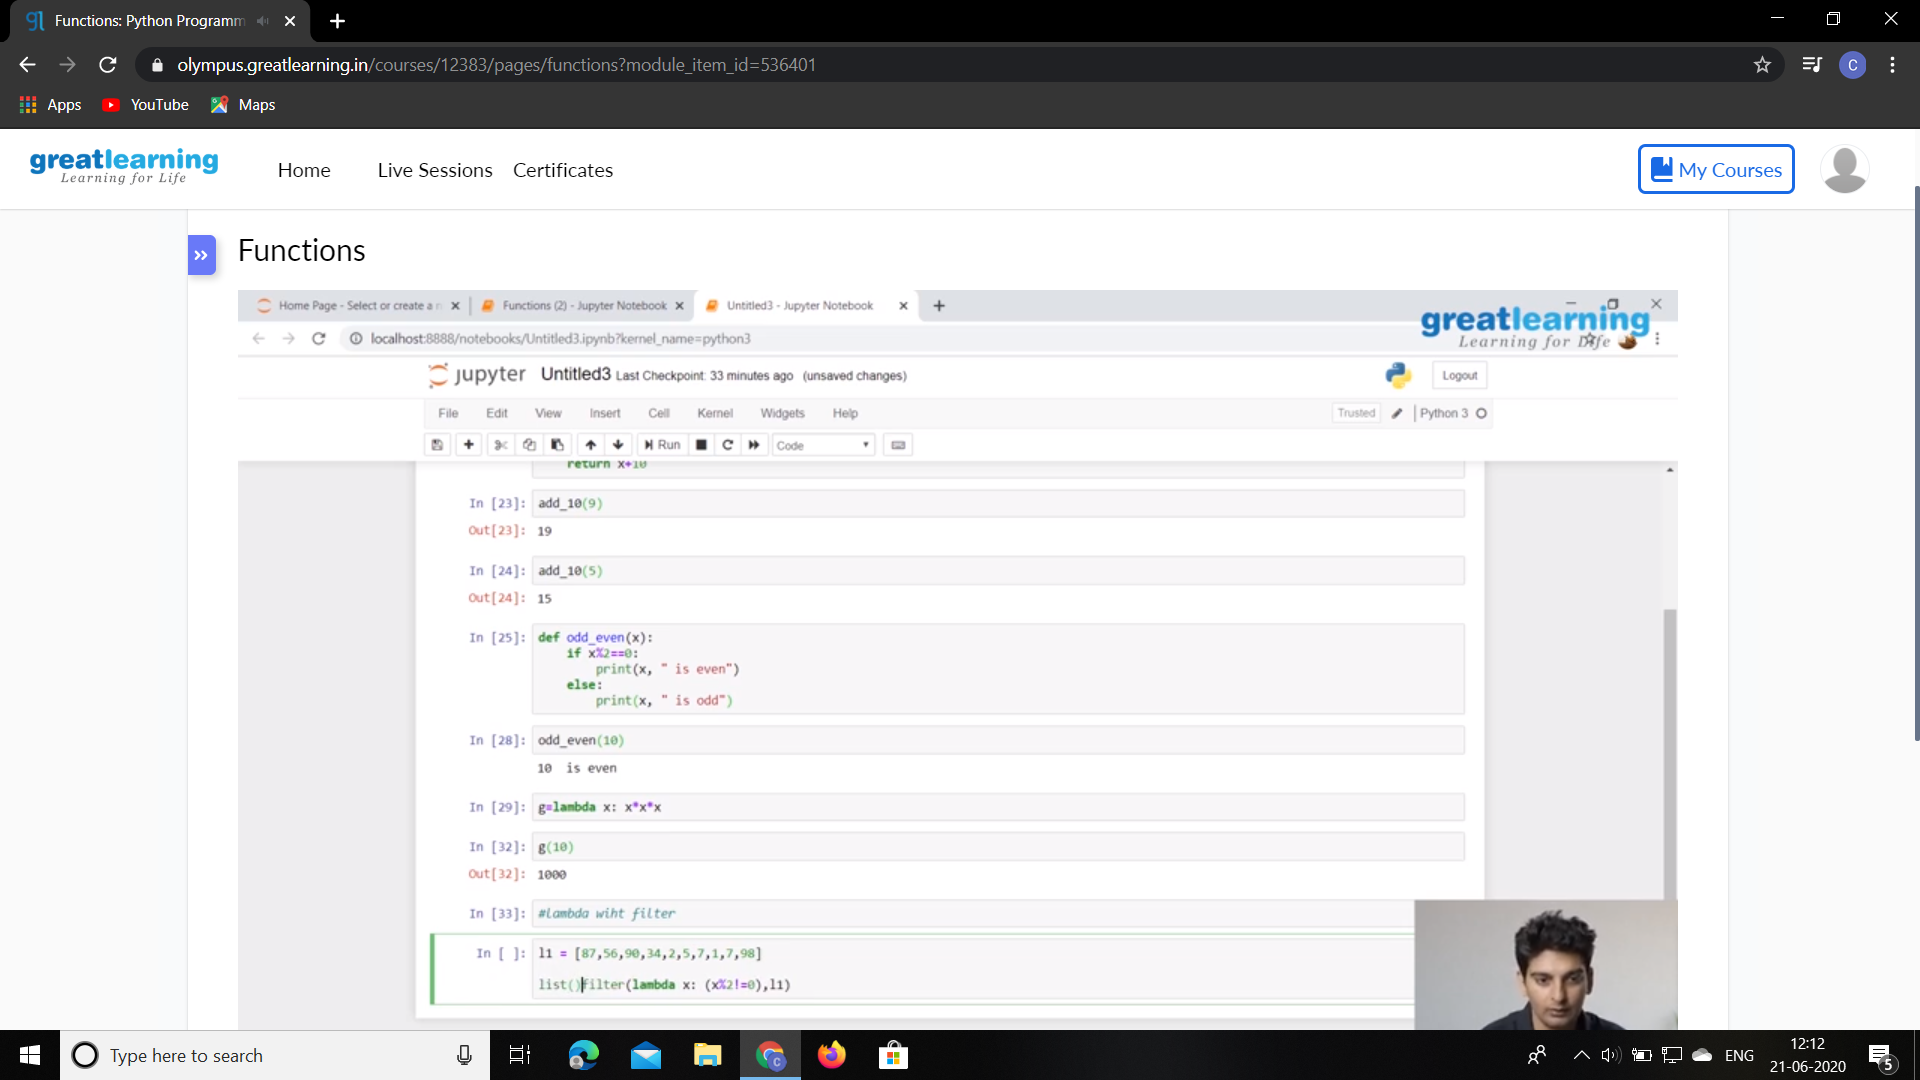 Functions: Python Programm
olympus.greatlearning.in/courses/12383/pages/functions?module_item_id=536401
C
Apps YouTube Maps
greatlearning
Learning for Life
Home Live Sessions Certificates
My Courses
Functions
Home Page - Select or create a n Functions (2) - Jupyter Notebook Untitled3 - Jupyter Notebook
greatlearning
Learning for Life
localhost:8888/notebooks/Untitled3.ipynb?kernel_name=python3
jupyter Untitled3 Last Checkpoint: 33 minutes ago (unsaved changes)
Logout
File Edit View Insert Cell Kernel Widgets Help
Trusted Python 3
Run Code
return x+10
In [23]: add_10(9)
Out[23]: 19
In [24]: add_10(5)
Out[24]: 15
In [25]: def odd_even(x):
if x%2==0:
print(x, " is even")
else:
print(x, " is odd")
In [28]: odd_even(10)
10 is even
In [29]: g=lambda x: x*x*x
In [32]: g(10)
Out[32]: 1000
In [33]: #lambda wiht filter
In [ ]: l1 = [87,56,90,34,2,5,7,1,7,98]
list()filter(lambda x: (x%2!=0),l1)
Type here to search
C
ENG
12:12
21-06-2020
5